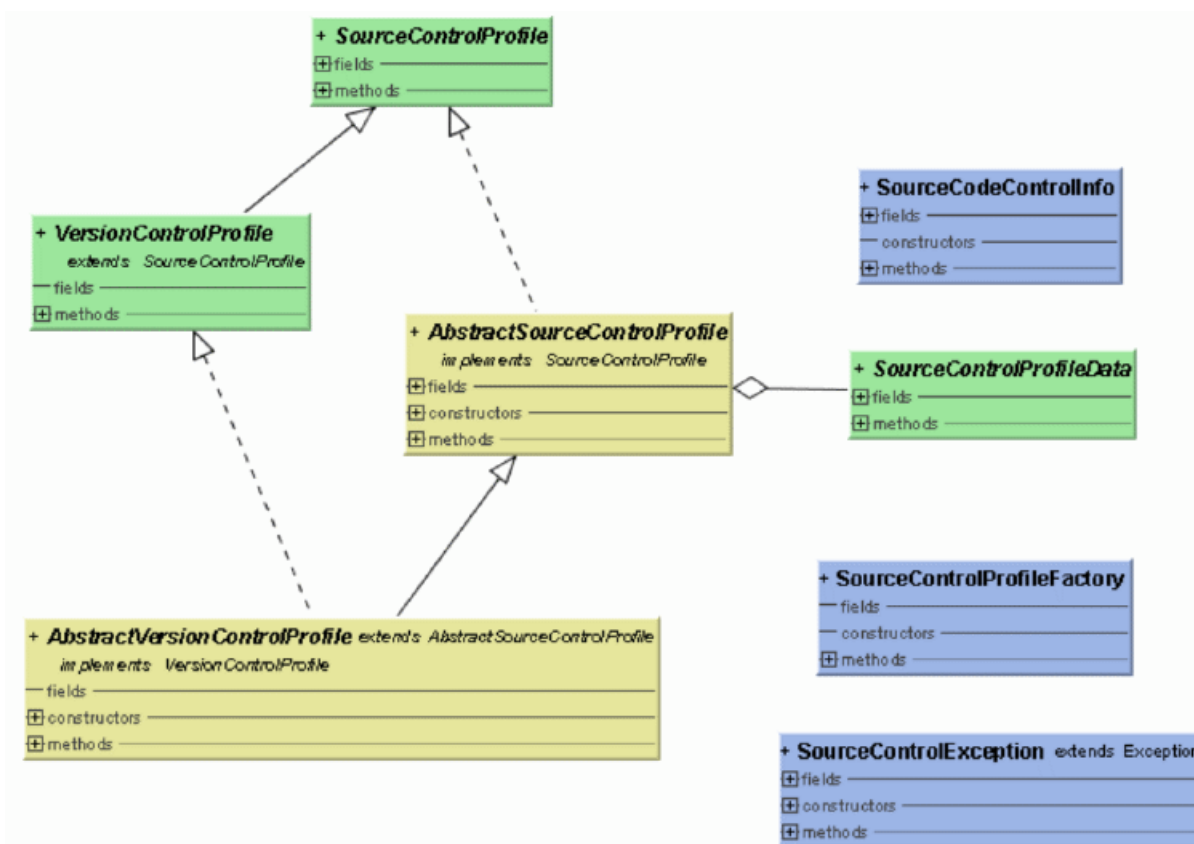 + SourceControlProfile
+ fields
+ methods
+ VersionControlProfile
extends SourceControlProfile
fields
+ methods
+ AbstractSourceControlProfile
implements SourceControlProfile
+ fields
+ constructors
+ methods
+ SourceCodeControlInfo
+ fields
constructors
+ methods
+ SourceControlProfileData
+ fields
+ methods
+ AbstractVersionControlProfile extends AbstractSourceControlProfile
implements VersionControlProfile
fields
+ constructors
+ methods
+ SourceControlProfileFactory
fields
constructors
+ methods
+ SourceControlException extends Exception
+ fields
+ constructors
+ methods